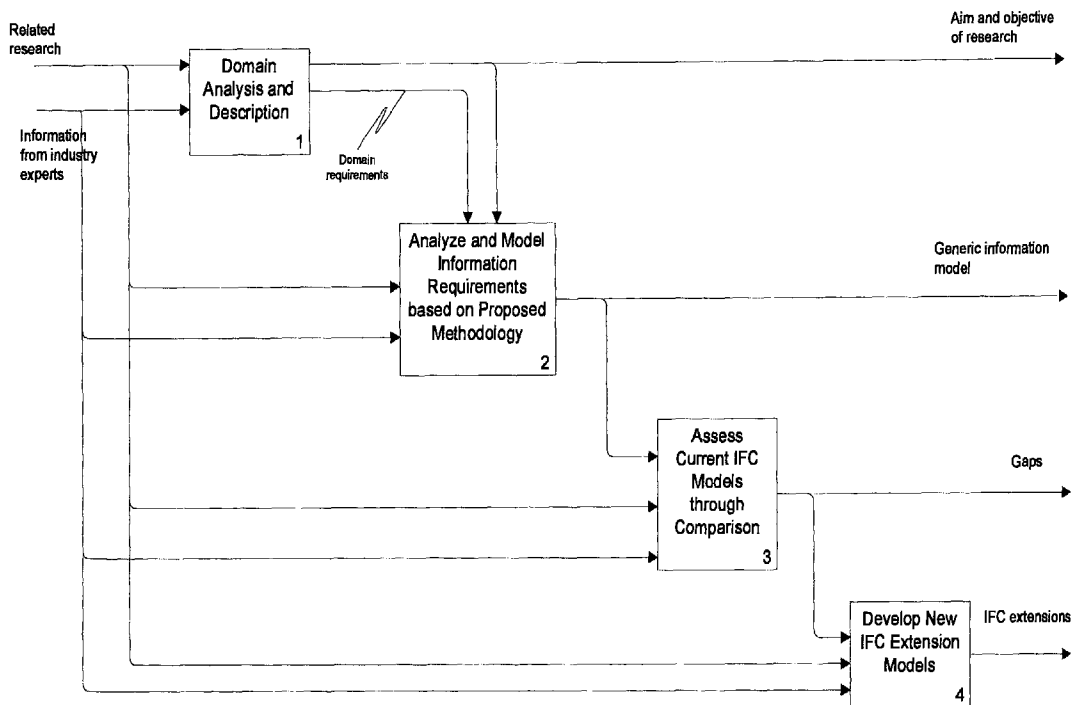 Related
research
Aim and objective
of research
Domain
Analysis and
Description
1
Information
from industry
experts
Domain
requirements
Analyze and Model
Information
Requirements
based on Proposed
Methodology
2
Generic information
model
Assess
Current IFC
Models
through
Comparison
3
Gaps
Develop New
IFC Extension
Models
4
IFC extensions